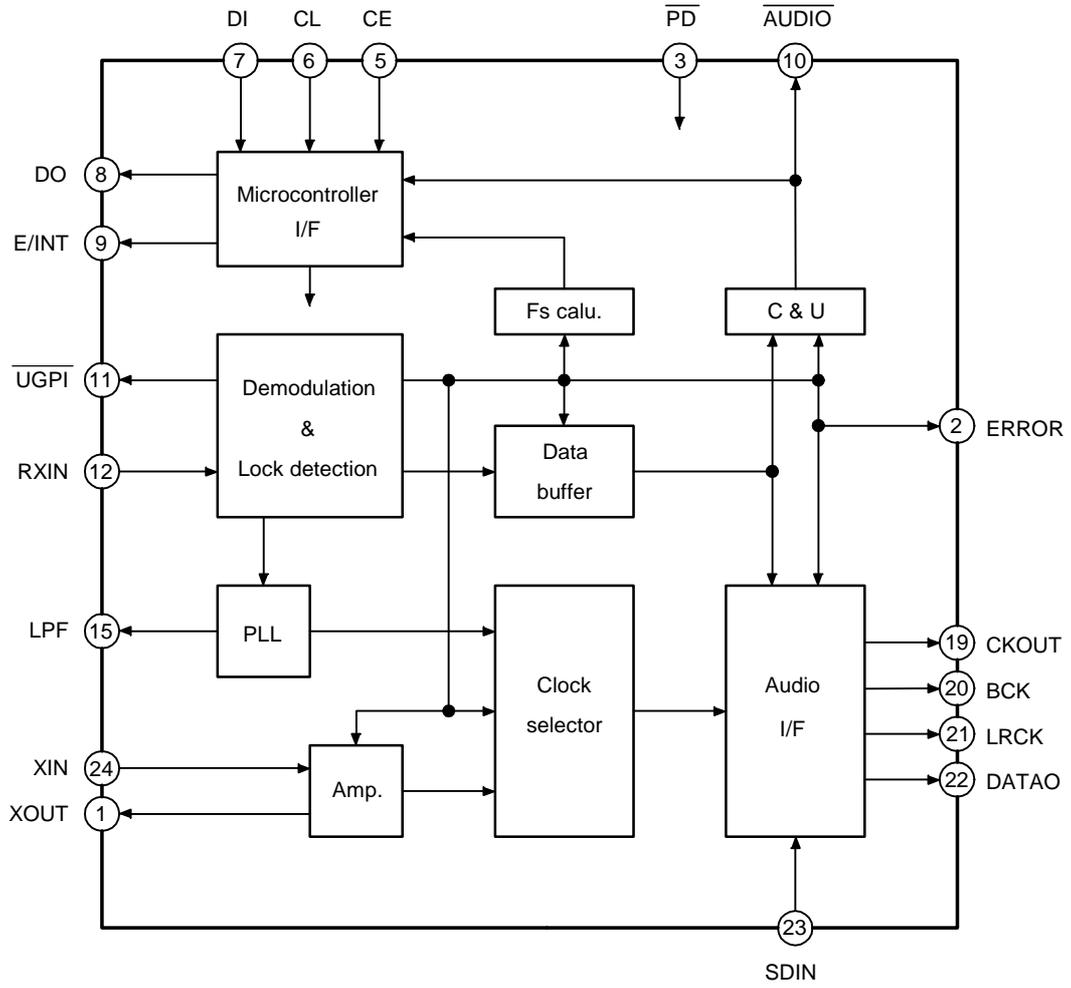 DI CL CE PD AUDIO
7 6 5 3 10
DO 8
Microcontroller
I/F
E/INT 9
Fs calu.
C & U
UGPI 11
Demodulation
&
Lock detection
2 ERROR
RXIN 12
Data
buffer
LPF 15
PLL
Clock
selector
Audio
I/F
19 CKOUT
20 BCK
21 LRCK
22 DATAO
XIN 24
Amp.
XOUT 1
23
SDIN